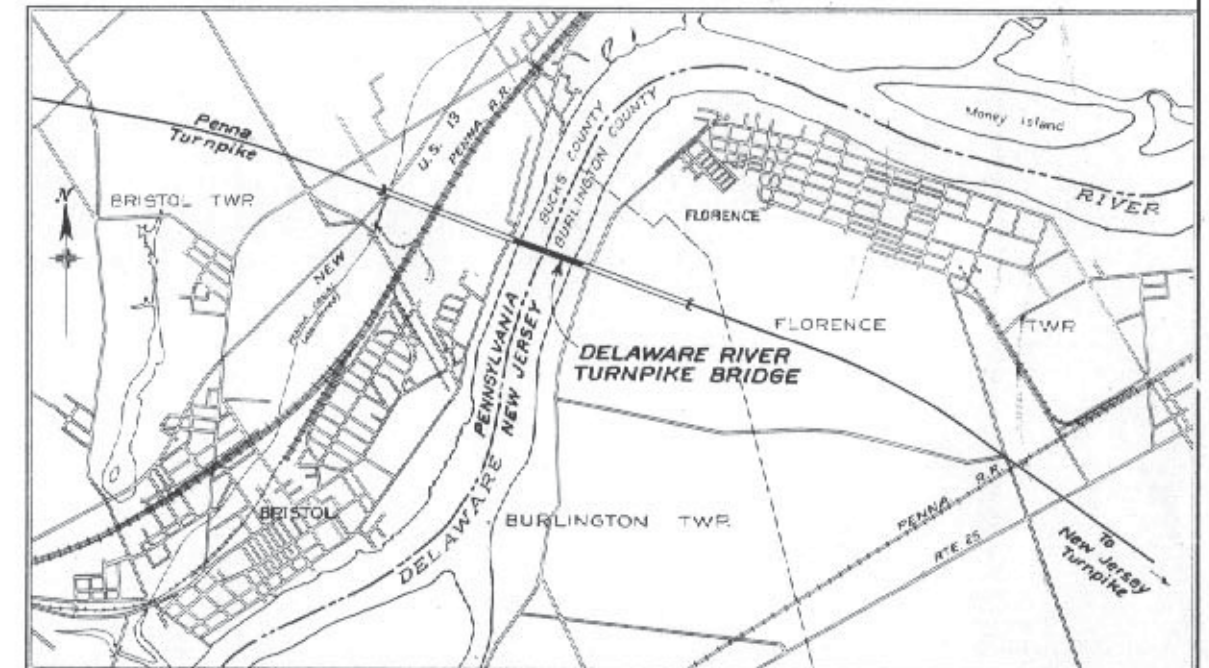 Penna
Turnpike
U.S. 13
PENNA R.R.
BUCKS COUNTY
BURLINGTON COUNTY
Money Island
RIVER
N
BRISTOL TWP.
FLORENCE
NEW
PENNSYLVANIA
NEW JERSEY
FLORENCE TWP.
DELAWARE RIVER
TURNPIKE BRIDGE
BRISTOL
DELAWARE
BURLINGTON TWP.
PENNA R.R.
RTE. 25
To
New Jersey
Turnpike